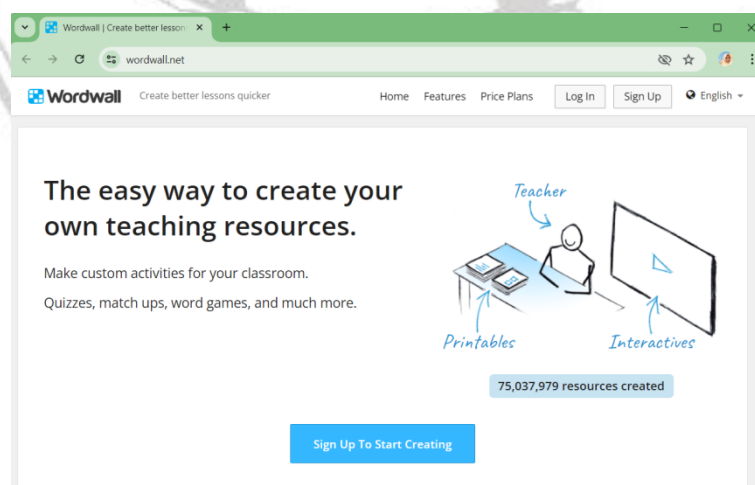 Wordwall | Create better lesson
wordwall.net
Wordwall Create better lessons quicker Home Features Price Plans Log In Sign Up English
The easy way to create your
own teaching resources.
Make custom activities for your classroom.
Quizzes, match ups, word games, and much more.
Teacher
Printables
Interactives
75,037,979 resources created
Sign Up To Start Creating